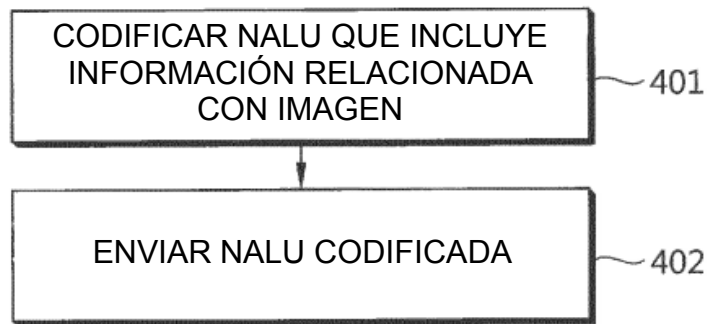 CODIFICAR NALU QUE INCLUYE
INFORMACIÓN RELACIONADA
CON IMAGEN
401
ENVIAR NALU CODIFICADA
402